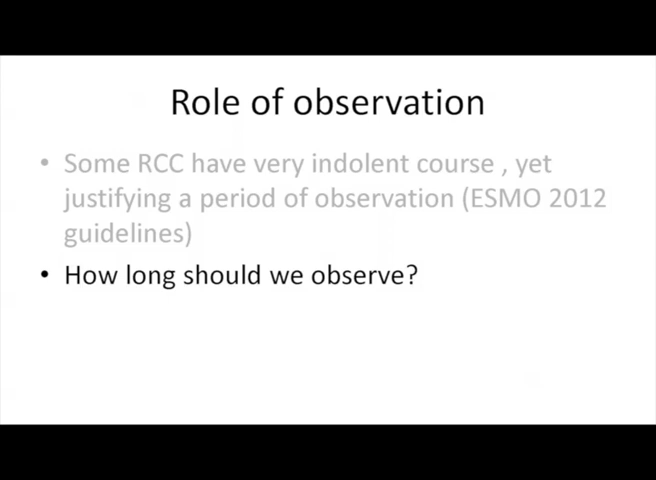 Role of observation
• Some RCC have very indolent course , yet
justifying a period of observation (ESMO 2012
guidelines)
• How long should we observe?